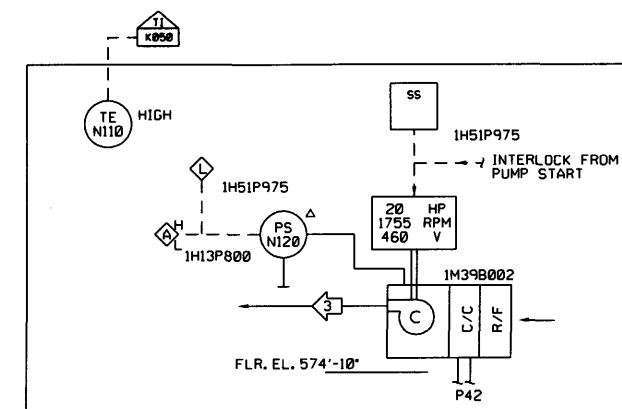 TI
K050
TE
N110
HIGH
SS
1H51P975
INTERLOCK FROM
PUMP START
L
1H51P975
A
H
L
1H13P800
PS
N120
20 HP
1755 RPM
460 V
1M39B002
3
C
C/C
R/F
FLR. EL. 574'-10"
P42